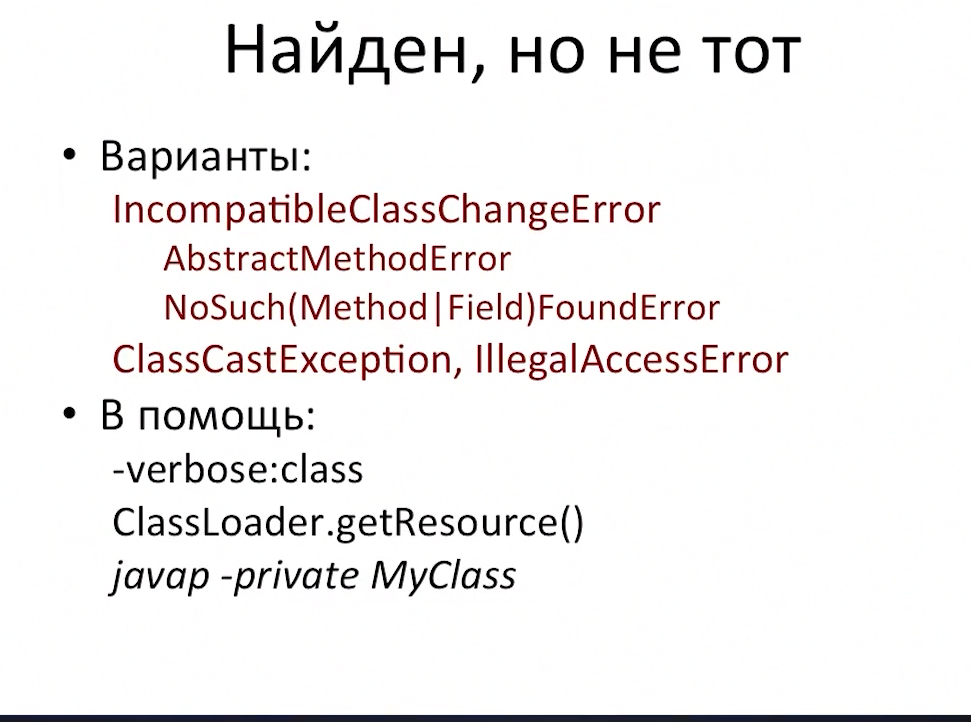 Найден, но не тот
• Варианты:
IncompatibleClassChangeError
AbstractMethodError
NoSuch(Method|Field)FoundError
ClassCastException, IllegalAccessError
• В помощь:
-verbose:class
ClassLoader.getResource()
javap -private MyClass